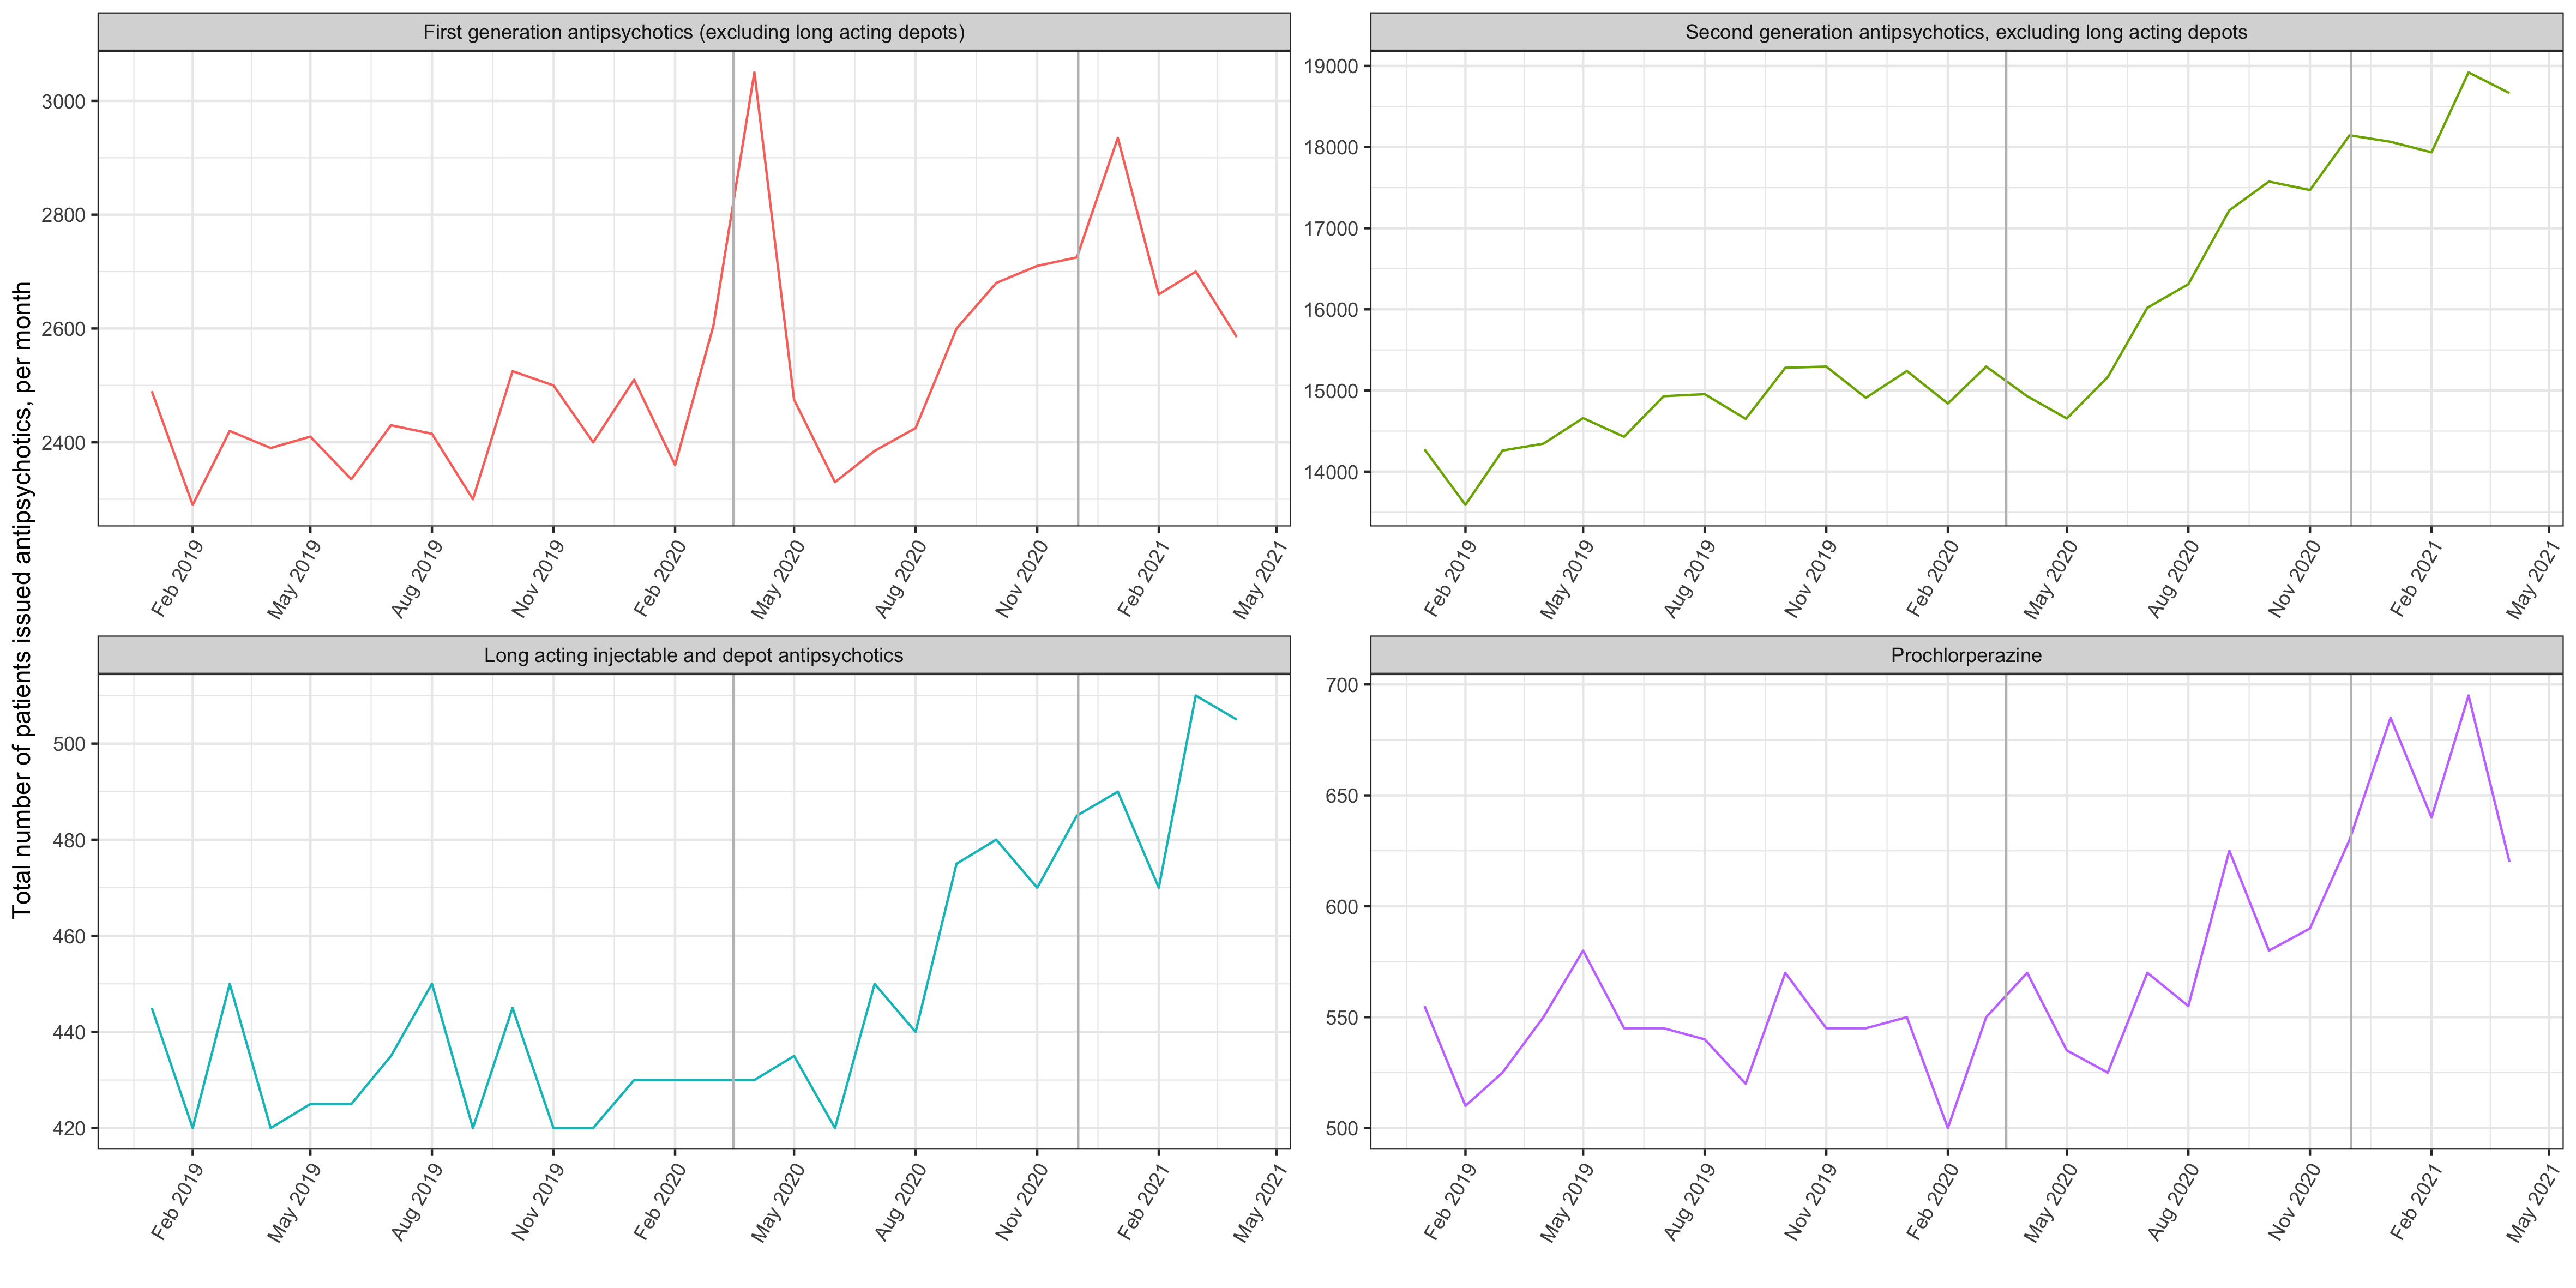 Total number of patients issued antipsychotics, per month
First generation antipsychotics (excluding long acting depots)
3000
2800
2600
2400
Feb 2019
May 2019
Aug 2019
Nov 2019
Feb 2020
May 2020
Aug 2020
Nov 2020
Feb 2021
May 2021
Second generation antipsychotics, excluding long acting depots
19000
18000
17000
16000
15000
14000
Feb 2019
May 2019
Aug 2019
Nov 2019
Feb 2020
May 2020
Aug 2020
Nov 2020
Feb 2021
May 2021
Long acting injectable and depot antipsychotics
500
480
460
440
420
Feb 2019
May 2019
Aug 2019
Nov 2019
Feb 2020
May 2020
Aug 2020
Nov 2020
Feb 2021
May 2021
Prochlorperazine
700
650
600
550
500
Feb 2019
May 2019
Aug 2019
Nov 2019
Feb 2020
May 2020
Aug 2020
Nov 2020
Feb 2021
May 2021